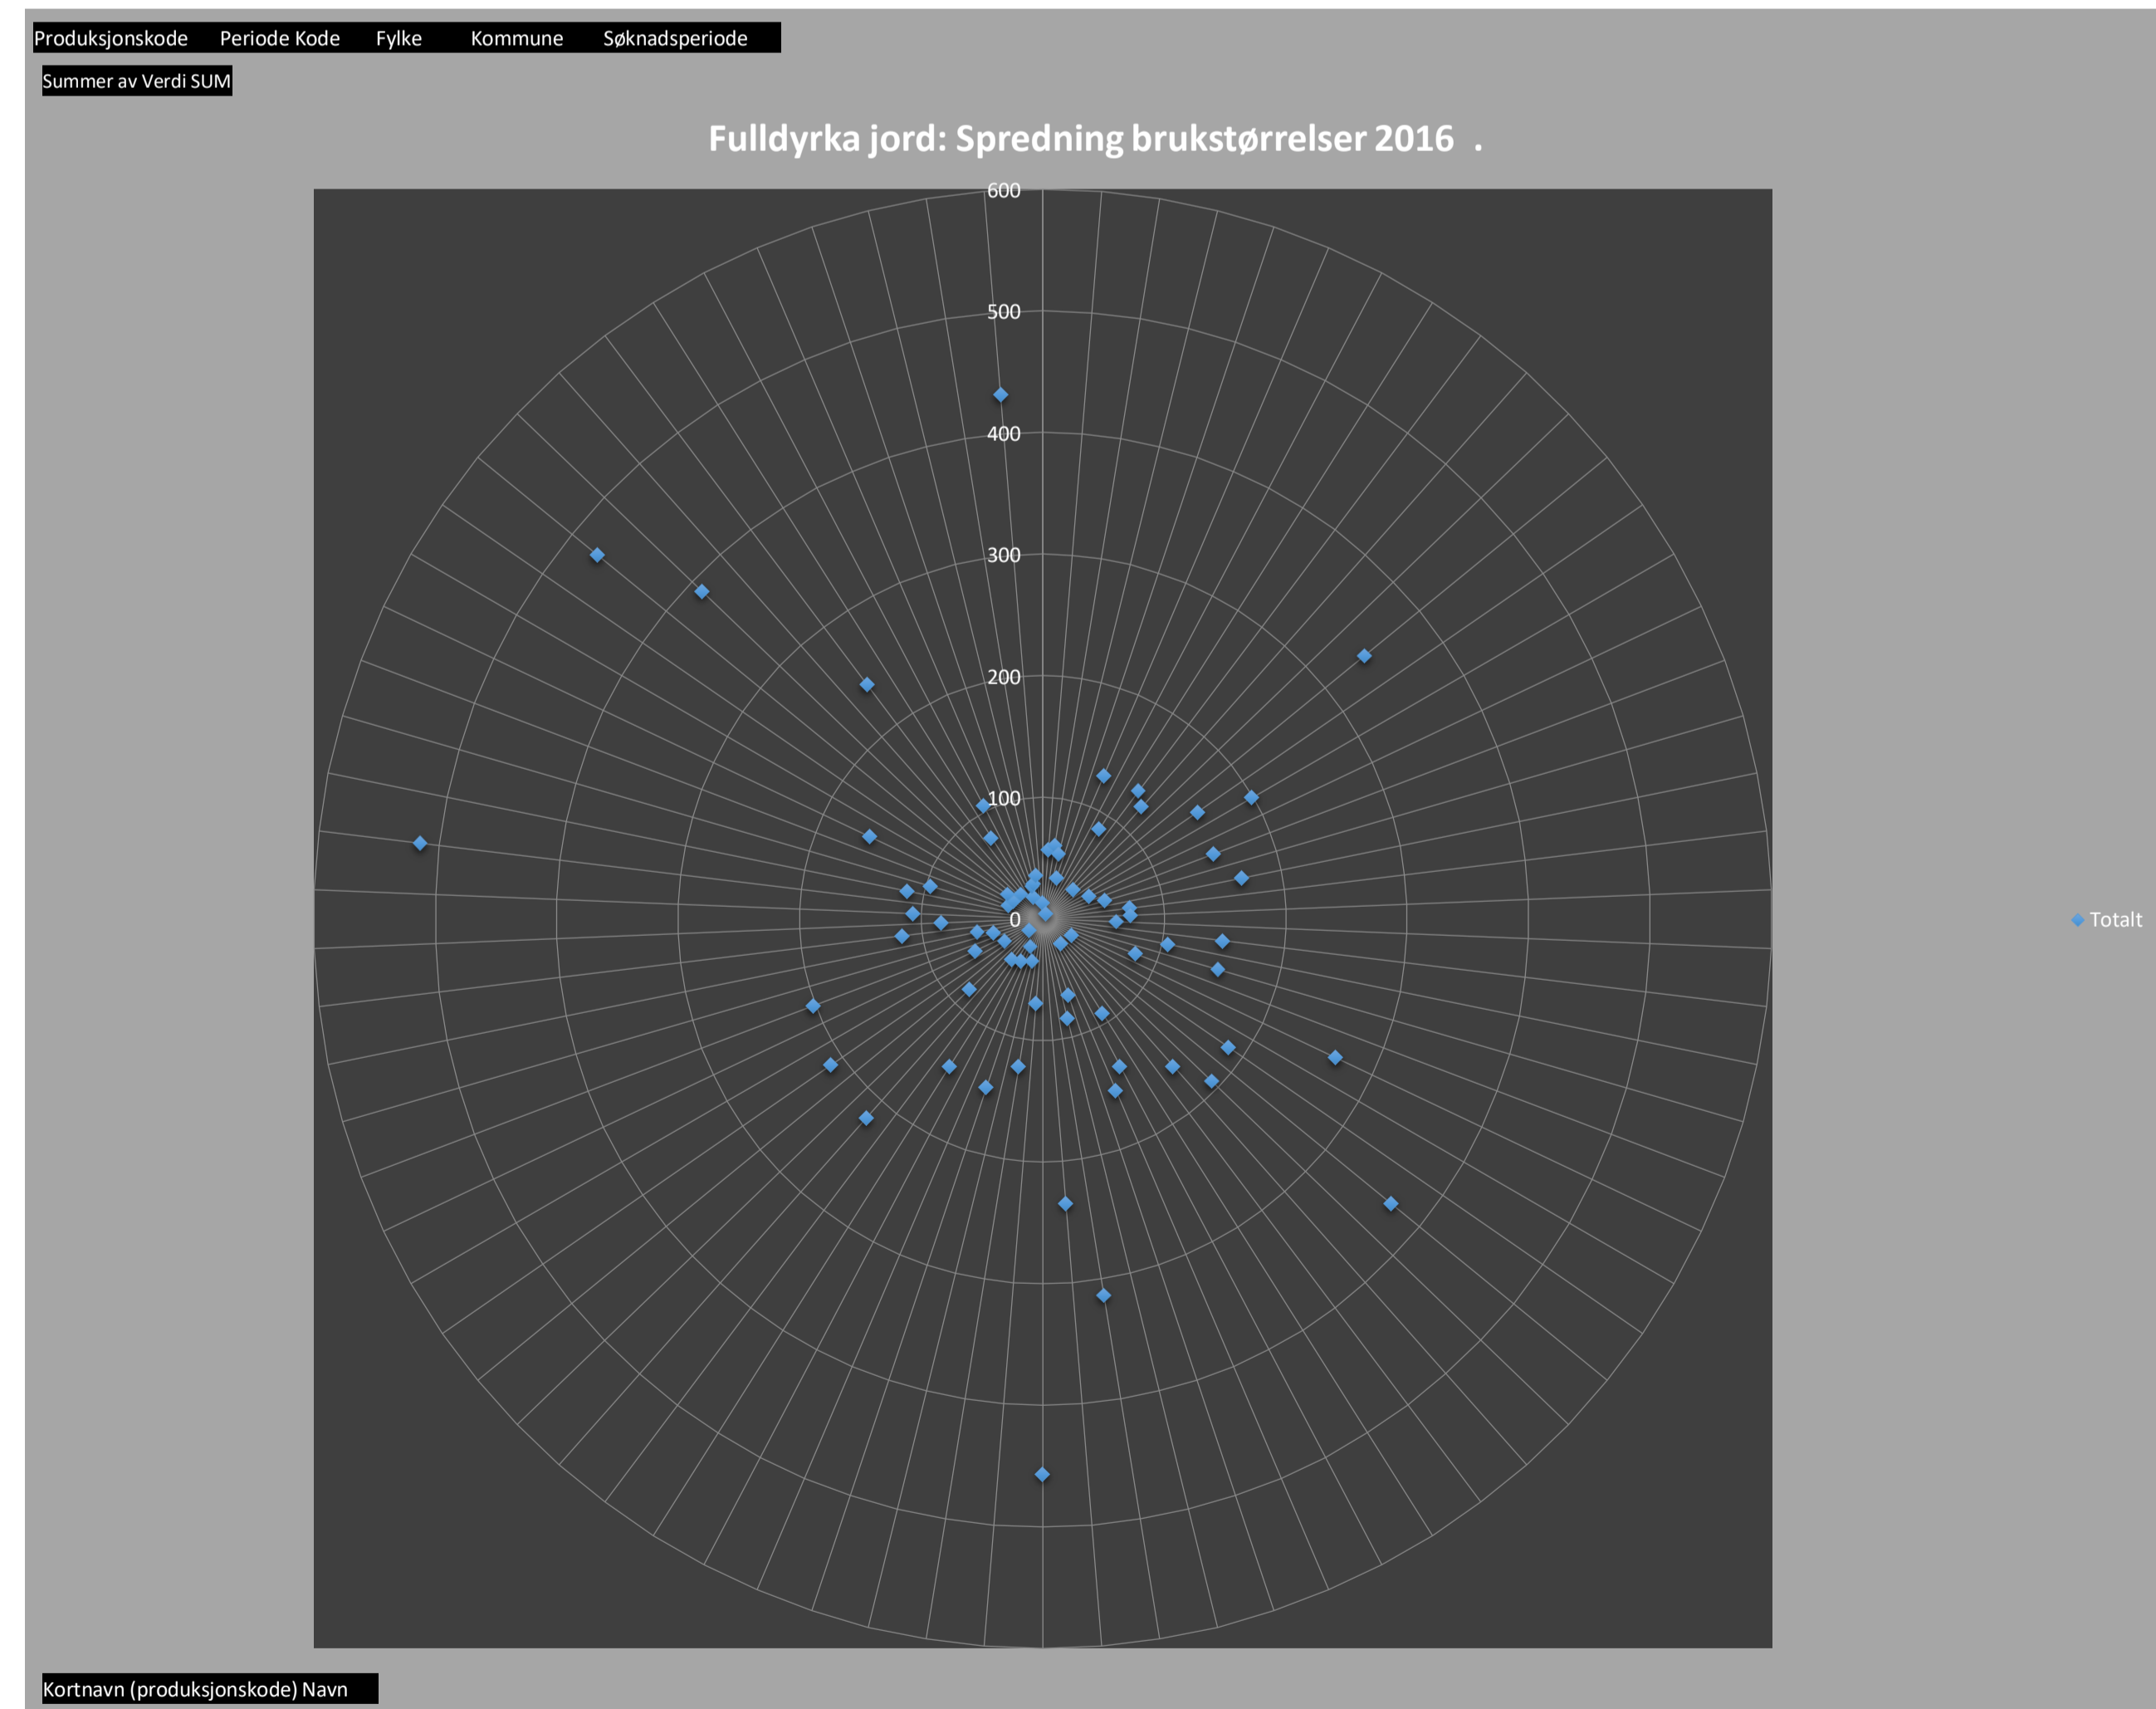 Produksjonskode Periode Kode Fylke Kommune Søknadsperiode
Summer av Verdi SUM
Fulldyrka jord: Spredning brukstørrelser 2016 .
600
500
400
300
200
100
0
Totalt
Kortnavn (produksjonskode) Navn